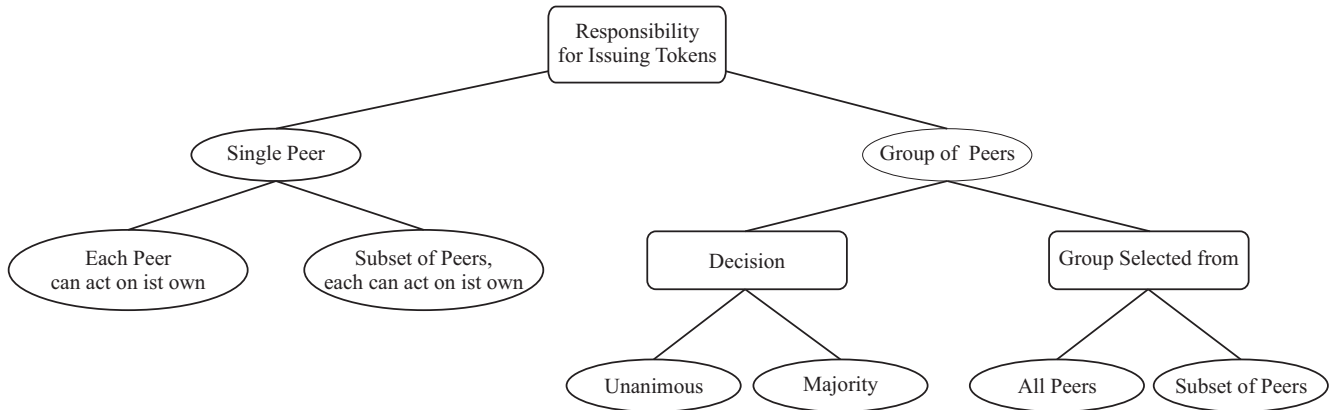 Responsibility
for Issuing Tokens
Single Peer
Group of Peers
Each Peer
can act on ist own
Subset of Peers,
each can act on ist own
Decision
Group Selected from
Unanimous
Majority
All Peers
Subset of Peers